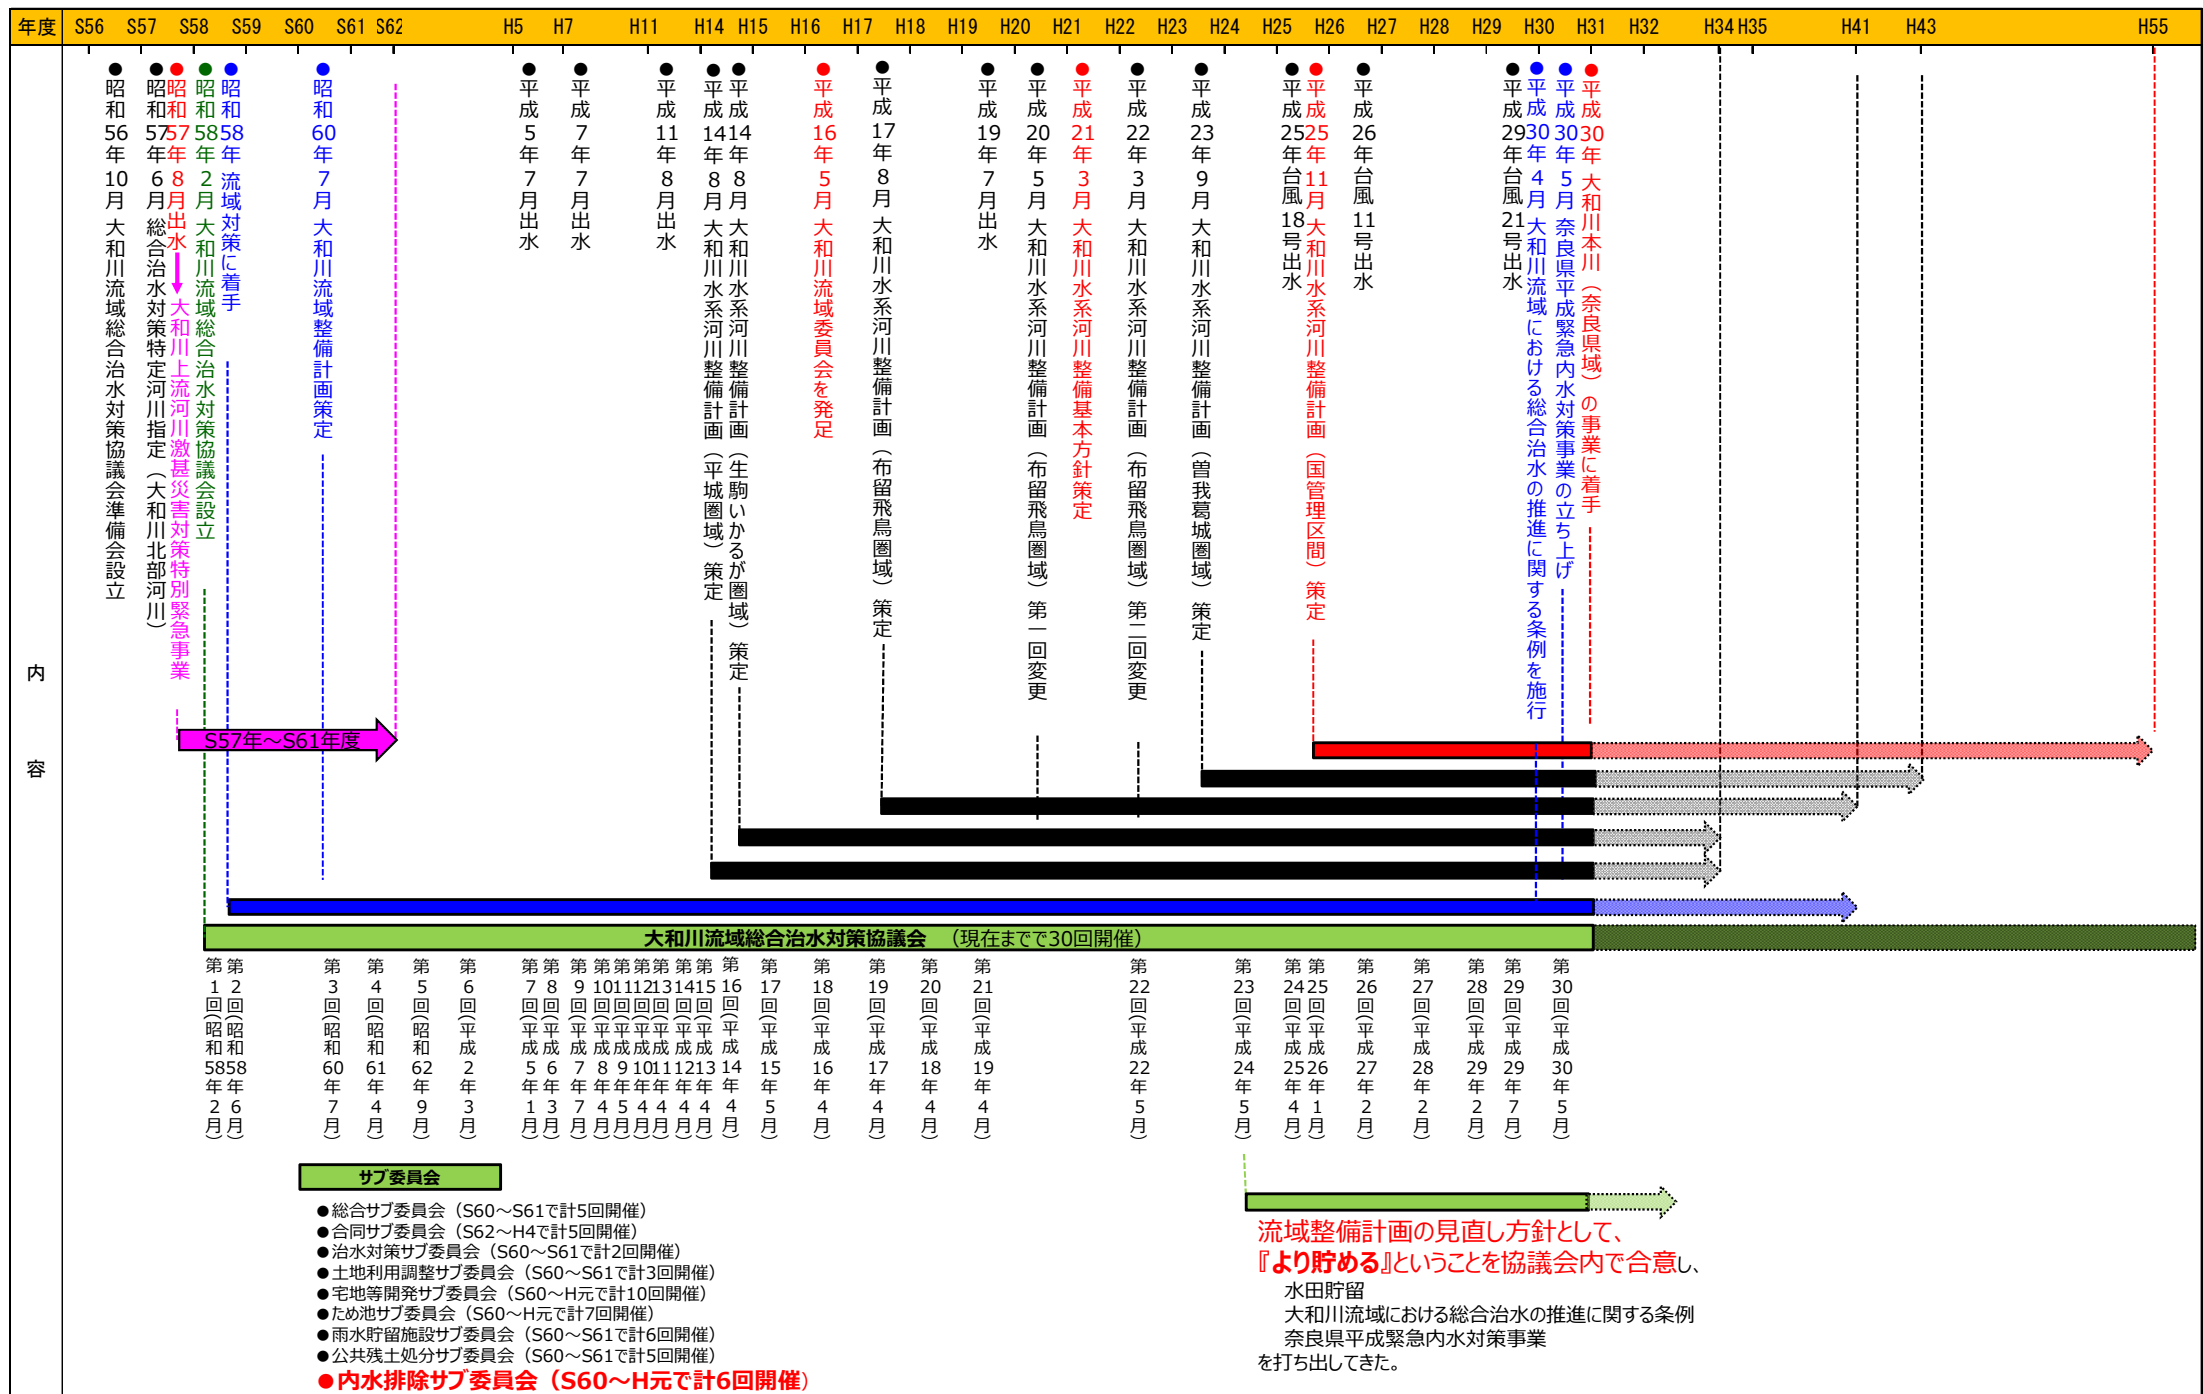 年度 S56 S57 S58 S59 S60 S61 S62 H5 H7 H11 H14 H15 H16 H17 H18 H19 H20 H21 H22 H23 H24 H25 H26 H27 H28 H29 H30 H31 H32 H34 H35 H41 H43 H55
内容
●昭和56年10月 大和川流域総合治水対策協議会準備会設立
●昭和57年6月 総合治水対策特定河川指定（大和川北部河川）
●昭和57年8月出水
大和川上流河川激甚災害対策特別緊急事業
●昭和58年2月 大和川流域総合治水対策協議会設立
●昭和58年 流域対策に着手
●昭和60年7月 大和川流域整備計画策定
●平成5年7月出水
●平成7年7月出水
●平成11年8月出水
●平成14年8月 大和川水系河川整備計画（平城圏域）策定
●平成14年8月 大和川水系河川整備計画（生駒いかるが圏域）策定
●平成16年5月 大和川流域委員会を発足
●平成17年8月 大和川水系河川整備計画（布留飛鳥圏域）策定
●平成19年7月出水
●平成20年5月 大和川水系河川整備計画（布留飛鳥圏域）第一回変更
●平成21年3月 大和川水系河川整備基本方針策定
●平成22年3月 大和川水系河川整備計画（布留飛鳥圏域）第二回変更
●平成23年9月 大和川水系河川整備計画（曽我葛城圏域）策定
●平成25年台風18号出水
●平成25年11月 大和川水系河川整備計画（国管理区間）策定
●平成26年台風11号出水
●平成29年台風21号出水
●平成30年4月 大和川流域における総合治水の推進に関する条例を施行
●平成30年5月 奈良県平成緊急内水対策事業の立ち上げ
●平成30年 大和川本川（奈良県域）の事業に着手
S57年～S61年度
大和川流域総合治水対策協議会 （現在までで30回開催）
第1回(昭和58年2月)
第2回(昭和58年6月)
第3回(昭和60年7月)
第4回(昭和61年4月)
第5回(昭和62年9月)
第6回(平成2年3月)
第7回(平成5年1月)
第8回(平成6年3月)
第9回(平成7年7月)
第10回(平成8年4月)
第11回(平成9年5月)
第12回(平成10年4月)
第13回(平成11年4月)
第14回(平成12年4月)
第15回(平成13年4月)
第16回(平成14年4月)
第17回(平成15年5月)
第18回(平成16年4月)
第19回(平成17年4月)
第20回(平成18年4月)
第21回(平成19年4月)
第22回(平成22年5月)
第23回(平成24年5月)
第24回(平成25年4月)
第25回(平成26年1月)
第26回(平成27年2月)
第27回(平成28年2月)
第28回(平成29年2月)
第29回(平成29年7月)
第30回(平成30年5月)
サブ委員会
●総合サブ委員会（S60～S61で計5回開催）
●合同サブ委員会（S62～H4で計5回開催）
●治水対策サブ委員会（S60～S61で計2回開催）
●土地利用調整サブ委員会（S60～S61で計3回開催）
●宅地等開発サブ委員会（S60～H元で計10回開催）
●ため池サブ委員会（S60～H元で計7回開催）
●雨水貯留施設サブ委員会（S60～S61で計6回開催）
●公共残土処分サブ委員会（S60～S61で計5回開催）
●内水排除サブ委員会（S60～H元で計6回開催）
流域整備計画の見直し方針として、
『より貯める』ということを協議会内で合意し、
水田貯留
大和川流域における総合治水の推進に関する条例
奈良県平成緊急内水対策事業
を打ち出してきた。